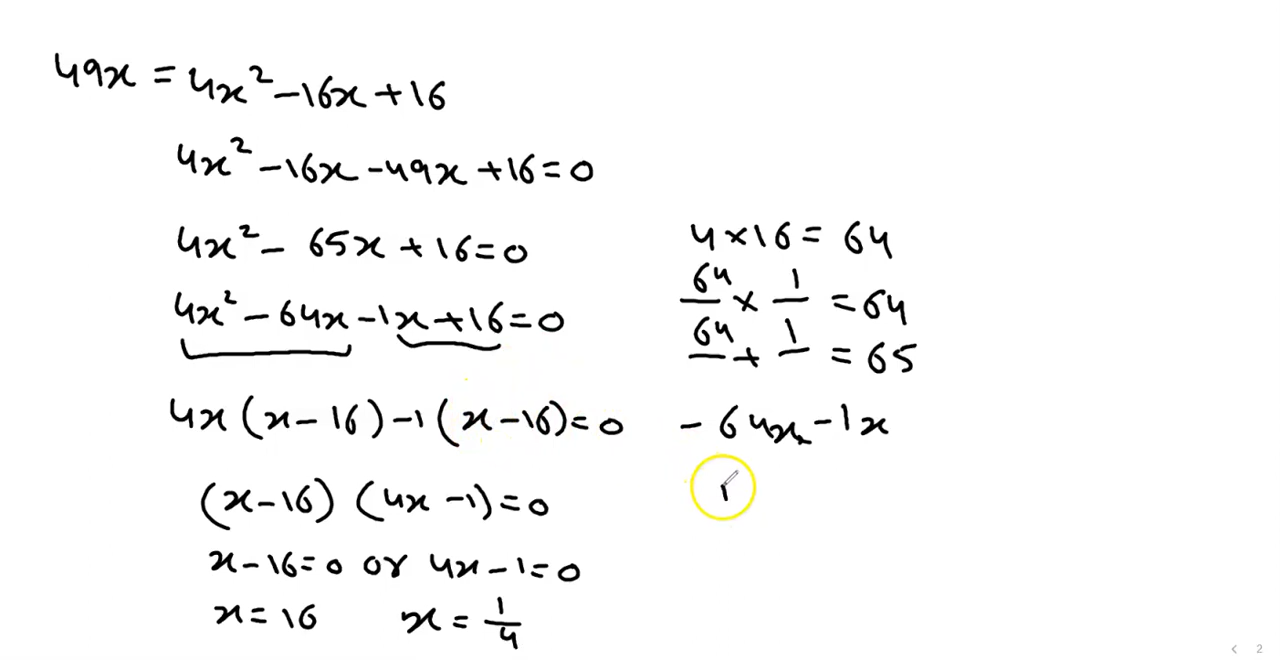 49x = 4x² - 16x + 16
4x² - 16x - 49x + 16 = 0
4x² - 65x + 16 = 0
4x² - 64x - 1x + 16 = 0
4x (x - 16) - 1 (x - 16) = 0
(x - 16) (4x - 1) = 0
x - 16 = 0 or 4x - 1 = 0
x = 16 x = 1/4
4 × 16 = 64
64 × 1 = 64
64 + 1 = 65
- 64x - 1x
< 2